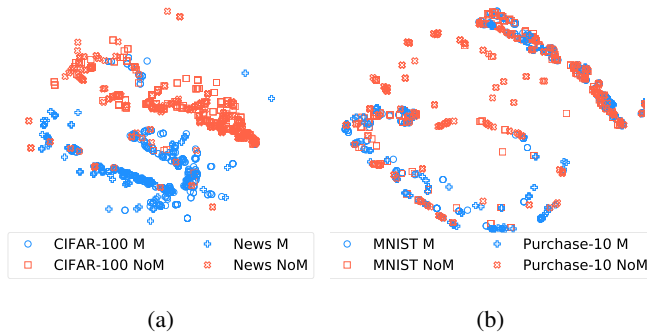 CIFAR-100 M
News M
CIFAR-100 NoM
News NoM
MNIST M
Purchase-10 M
MNIST NoM
Purchase-10 NoM
(a)
(b)